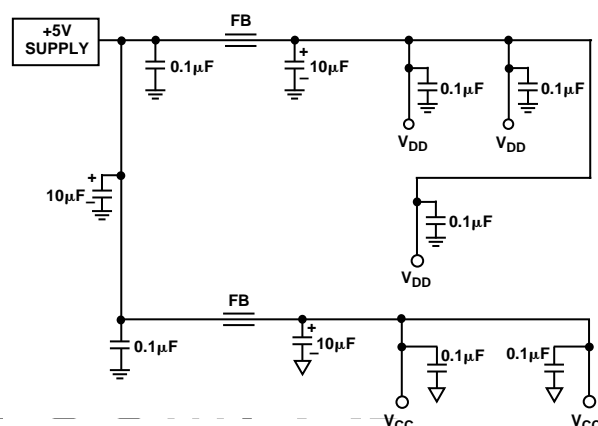 +5V
SUPPLY
FB
0.1µF
+
10µF
–
0.1µF
0.1µF
VDD
VDD
+
10µF
–
0.1µF
VDD
FB
0.1µF
+
10µF
–
0.1µF
0.1µF
VCC
VCC